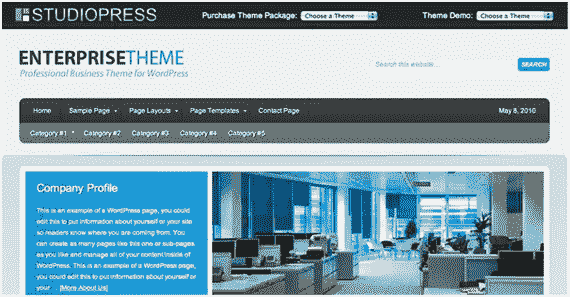 STUDIOPRESS
Purchase Theme Package: Choose a Theme
Theme Demo: Choose a Theme
ENTERPRISETHEME
Professional Business Theme for WordPress
Search this website...
SEARCH
Home Sample Page Page Layouts Page Templates Contact Page May 8, 2010
Category #1 Category #2 Category #3 Category #4 Category #5
Company Profile
This is an example of a WordPress page, you could
edit this to put information about yourself or your site
so readers know where you are coming from. You
can create as many pages like this one or sub-pages
as you like and manage all of your content inside of
WordPress. This is an example of a WordPress page,
you could edit this to put information about yourself
or your ... [More About Us]